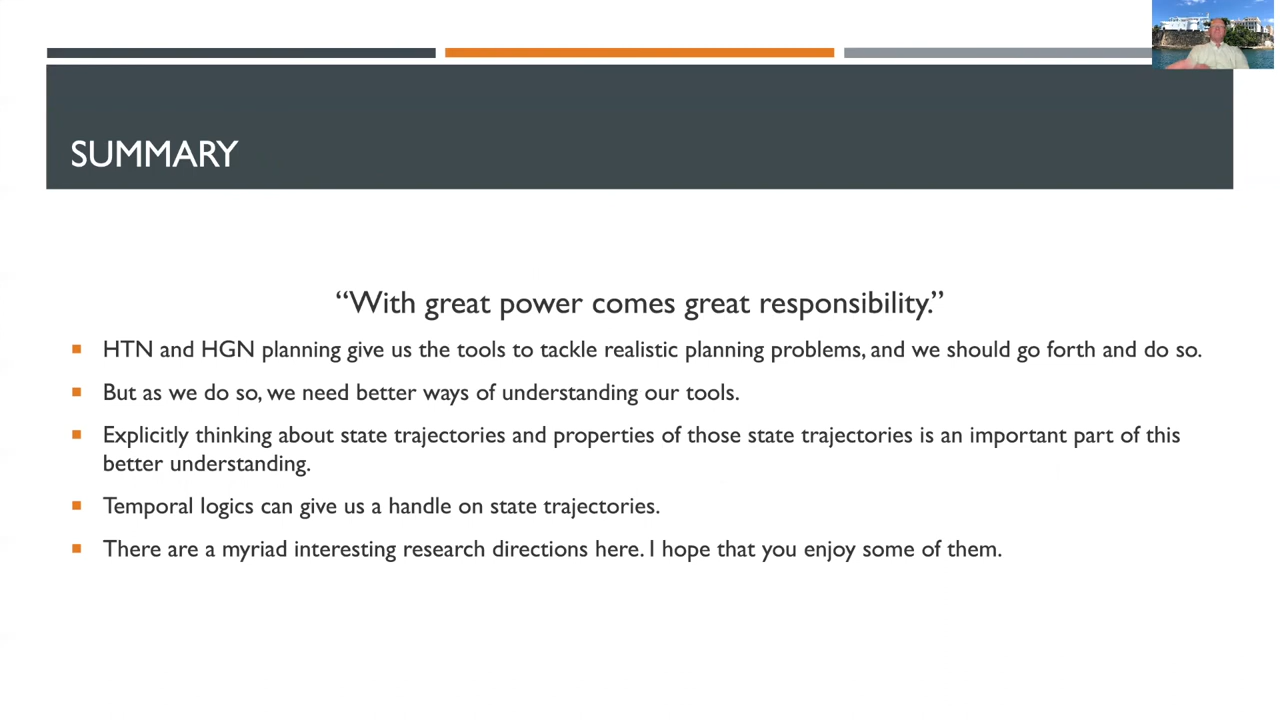 SUMMARY
“With great power comes great responsibility.”
HTN and HGN planning give us the tools to tackle realistic planning problems, and we should go forth and do so.
But as we do so, we need better ways of understanding our tools.
Explicitly thinking about state trajectories and properties of those state trajectories is an important part of this
better understanding.
Temporal logics can give us a handle on state trajectories.
There are a myriad interesting research directions here. I hope that you enjoy some of them.